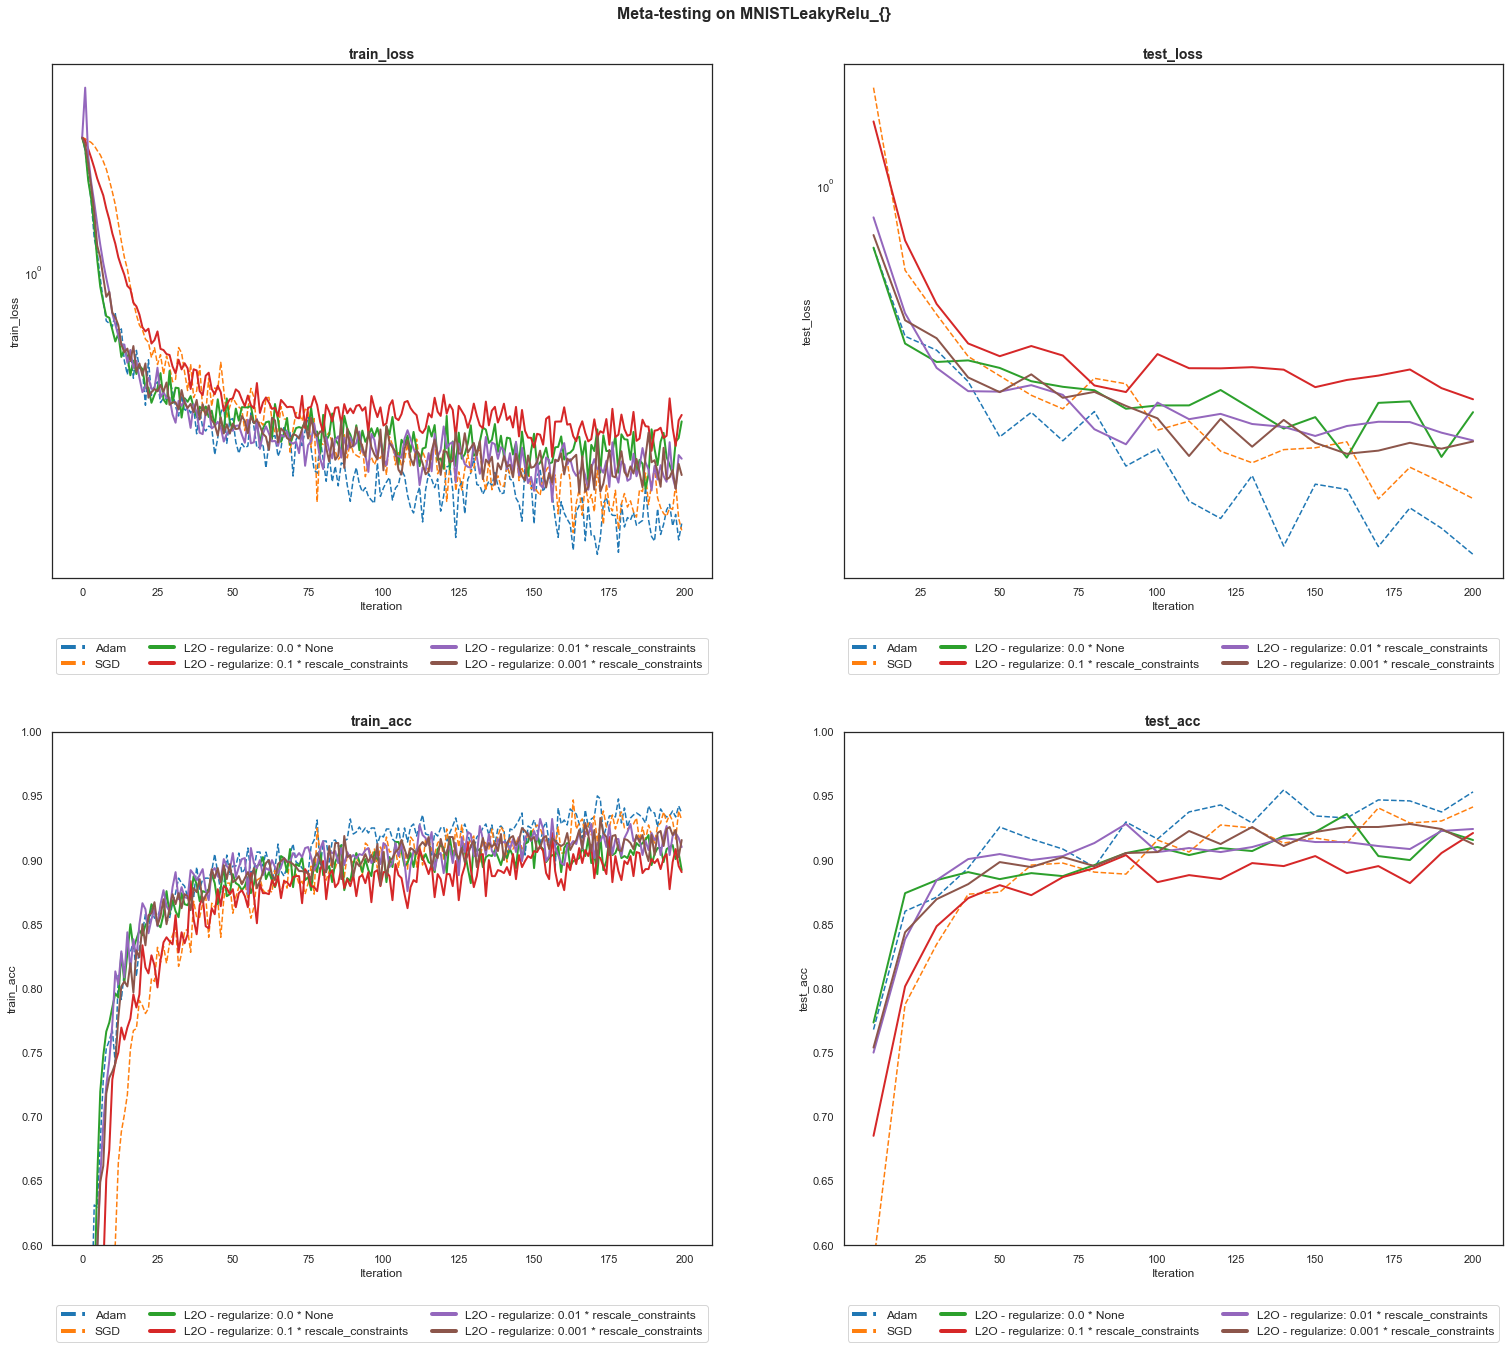 Meta-testing on MNISTLeakyRelu_{}
train_loss
10⁰
train_loss
0 25 50 75 100 125 150 175 200
Iteration
Adam L2O - regularize: 0.0 * None L2O - regularize: 0.01 * rescale_constraints
SGD L2O - regularize: 0.1 * rescale_constraints L2O - regularize: 0.001 * rescale_constraints
test_loss
10⁰
test_loss
25 50 75 100 125 150 175 200
Iteration
Adam L2O - regularize: 0.0 * None L2O - regularize: 0.01 * rescale_constraints
SGD L2O - regularize: 0.1 * rescale_constraints L2O - regularize: 0.001 * rescale_constraints
train_acc
1.00
0.95
0.90
0.85
0.80
0.75
0.70
0.65
0.60
train_acc
0 25 50 75 100 125 150 175 200
Iteration
Adam L2O - regularize: 0.0 * None L2O - regularize: 0.01 * rescale_constraints
SGD L2O - regularize: 0.1 * rescale_constraints L2O - regularize: 0.001 * rescale_constraints
test_acc
1.00
0.95
0.90
0.85
0.80
0.75
0.70
0.65
0.60
test_acc
25 50 75 100 125 150 175 200
Iteration
Adam L2O - regularize: 0.0 * None L2O - regularize: 0.01 * rescale_constraints
SGD L2O - regularize: 0.1 * rescale_constraints L2O - regularize: 0.001 * rescale_constraints